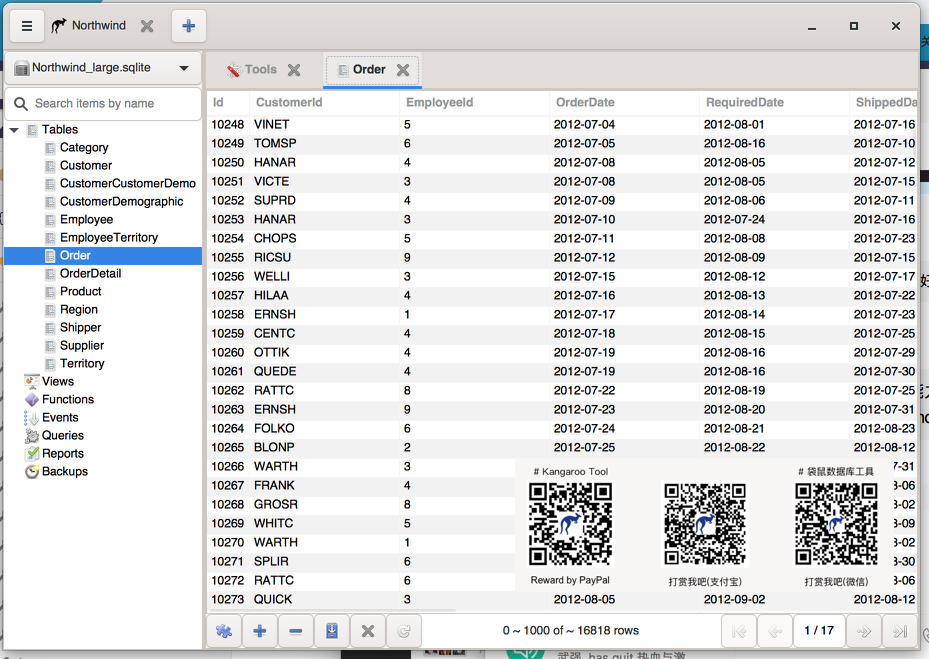 Northwind
Northwind_large.sqlite
Tools
Order
Search items by name
Tables
Category
Customer
CustomerCustomerDemo
CustomerDemographic
Employee
EmployeeTerritory
Order
OrderDetail
Product
Region
Shipper
Supplier
Territory
Views
Functions
Events
Queries
Reports
Backups
Id CustomerId EmployeeId OrderDate RequiredDate ShippedDa
10248 VINET 5 2012-07-04 2012-08-01 2012-07-16
10249 TOMSP 6 2012-07-05 2012-08-16 2012-07-10
10250 HANAR 4 2012-07-08 2012-08-05 2012-07-12
10251 VICTE 3 2012-07-08 2012-08-05 2012-07-15
10252 SUPRD 4 2012-07-09 2012-08-06 2012-07-11
10253 HANAR 3 2012-07-10 2012-07-24 2012-07-16
10254 CHOPS 5 2012-07-11 2012-08-08 2012-07-23
10255 RICSU 9 2012-07-12 2012-08-09 2012-07-15
10256 WELLI 3 2012-07-15 2012-08-12 2012-07-17
10257 HILAA 4 2012-07-16 2012-08-13 2012-07-22
10258 ERNSH 1 2012-07-17 2012-08-14 2012-07-23
10259 CENTC 4 2012-07-18 2012-08-15 2012-07-25
10260 OTTIK 4 2012-07-19 2012-08-16 2012-07-29
10261 QUEDE 4 2012-07-19 2012-08-16 2012-07-30
10262 RATTC 8 2012-07-22 2012-08-19 2012-07-25
10263 ERNSH 9 2012-07-23 2012-08-20 2012-07-31
10264 FOLKO 6 2012-07-24 2012-08-21 2012-08-23
10265 BLONP 2 2012-07-25 2012-08-22 2012-08-12
10266 WARTH 3 7-31
10267 FRANK 4 3-06
10268 GROSR 8 3-02
10269 WHITC 5 3-09
10270 WARTH 1 3-02
10271 SPLIR 6 3-30
10272 RATTC 6 3-06
10273 QUICK 3 2012-08-05 2012-09-02 2012-08-12
# Kangaroo Tool
# 袋鼠数据库工具
Reward by PayPal
打赏我吧(支付宝)
打赏我吧(微信)
0 ~ 1000 of ~ 16818 rows
1 / 17
武强 has quit 热血与激